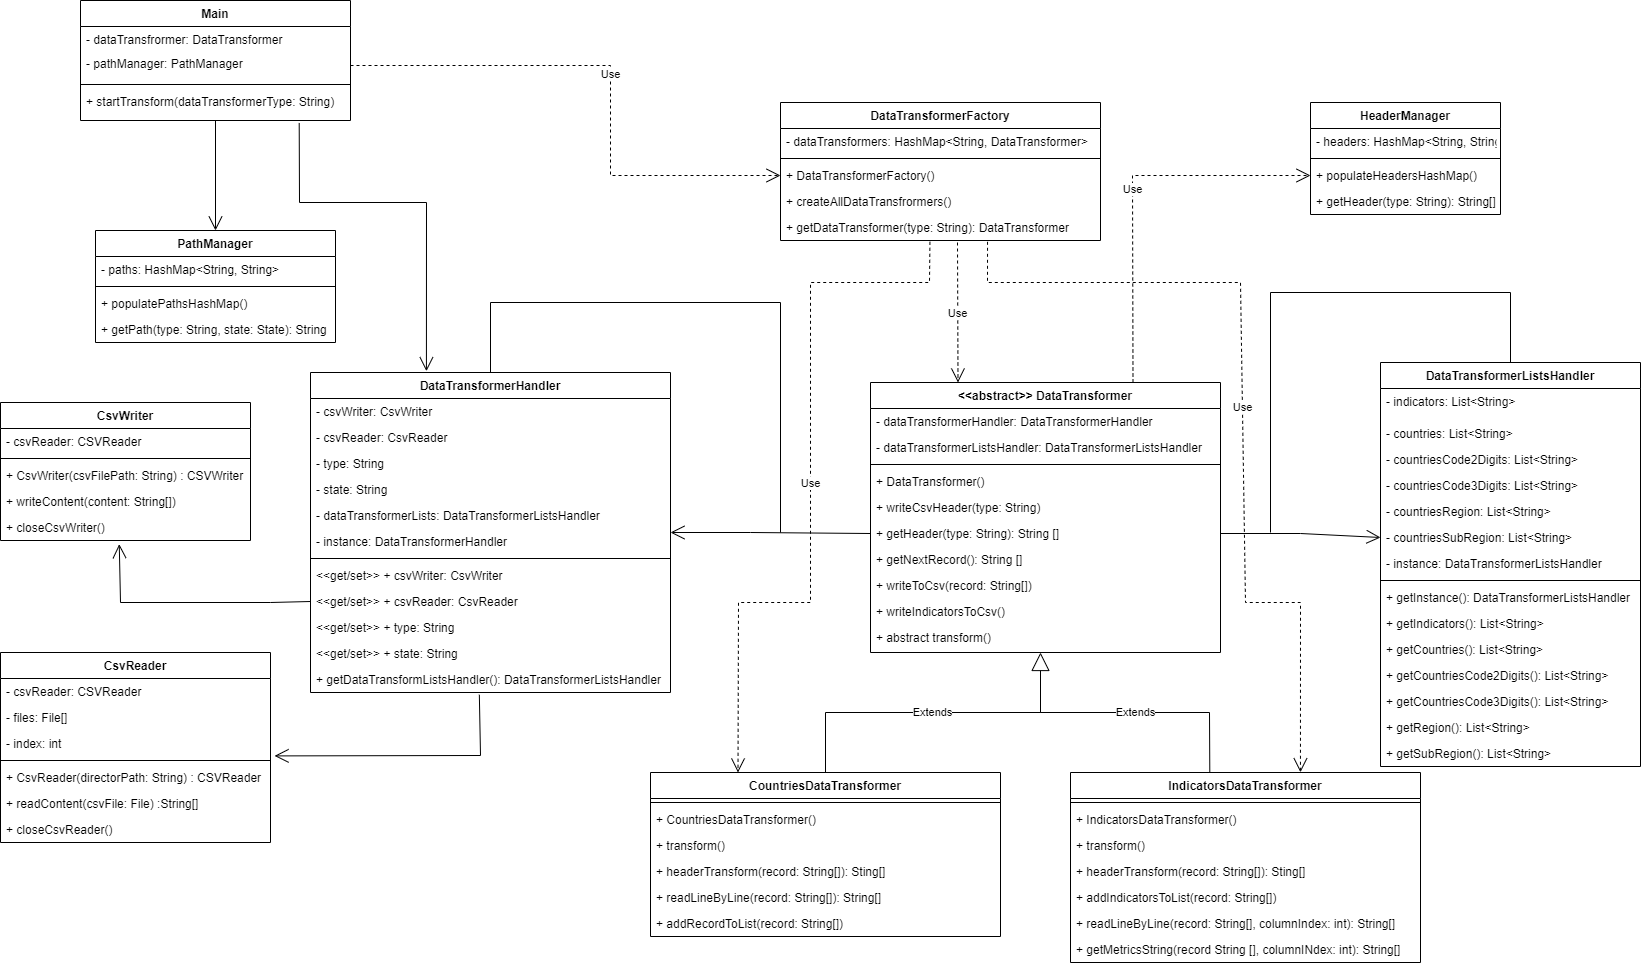 Main
- dataTransfrormer: DataTransformer
- pathManager: PathManager
+ startTransform(dataTransformerType: String)
Use
DataTransformerFactory
- dataTransformers: HashMap<String, DataTransformer>
+ DataTransformerFactory()
+ createAllDataTransfrormers()
+ getDataTransformer(type: String): DataTransformer
HeaderManager
- headers: HashMap<String, String
+ populateHeadersHashMap()
+ getHeader(type: String): String[]
Use
PathManager
- paths: HashMap<String, String>
+ populatePathsHashMap()
+ getPath(type: String, state: State): String
Use
DataTransformerHandler
- csvWriter: CsvWriter
- csvReader: CsvReader
- type: String
- state: String
- dataTransformerLists: DataTransformerListsHandler
- instance: DataTransformerHandler
<<get/set>> + csvWriter: CsvWriter
<<get/set>> + csvReader: CsvReader
<<get/set>> + type: String
<<get/set>> + state: String
+ getDataTransformListsHandler(): DataTransformerListsHandler
<<abstract>> DataTransformer
- dataTransformerHandler: DataTransformerHandler
- dataTransformerListsHandler: DataTransformerListsHandler
+ DataTransformer()
+ writeCsvHeader(type: String)
+ getHeader(type: String): String []
+ getNextRecord(): String []
+ writeToCsv(record: String[])
+ writeIndicatorsToCsv()
+ abstract transform()
Use
Use
DataTransformerListsHandler
- indicators: List<String>
- countries: List<String>
- countriesCode2Digits: List<String>
- countriesCode3Digits: List<String>
- countriesRegion: List<String>
- countriesSubRegion: List<String>
- instance: DataTransformerListsHandler
+ getInstance(): DataTransformerListsHandler
+ getIndicators(): List<String>
+ getCountries(): List<String>
+ getCountriesCode2Digits(): List<String>
+ getCountriesCode3Digits(): List<String>
+ getRegion(): List<String>
+ getSubRegion(): List<String>
CsvWriter
- csvReader: CSVReader
+ CsvWriter(csvFilePath: String) : CSVWriter
+ writeContent(content: String[])
+ closeCsvWriter()
CsvReader
- csvReader: CSVReader
- files: File[]
- index: int
+ CsvReader(directorPath: String) : CSVReader
+ readContent(csvFile: File) :String[]
+ closeCsvReader()
Extends
Extends
CountriesDataTransformer
+ CountriesDataTransformer()
+ transform()
+ headerTransform(record: String[]): Sting[]
+ readLineByLine(record: String[]): String[]
+ addRecordToList(record: String[])
IndicatorsDataTransformer
+ IndicatorsDataTransformer()
+ transform()
+ headerTransform(record: String[]): Sting[]
+ addIndicatorsToList(record: String[])
+ readLineByLine(record: String[], columnIndex: int): String[]
+ getMetricsString(record String [], columnINdex: int): String[]